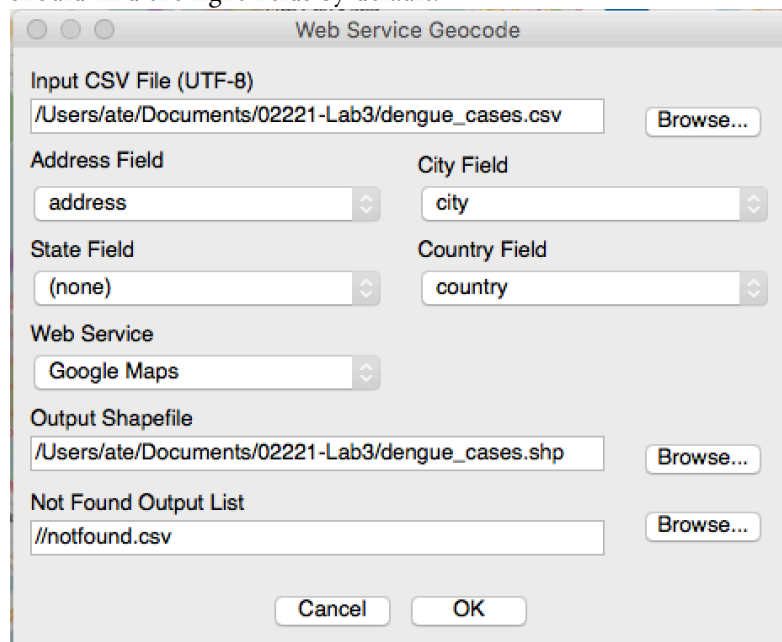 Web Service Geocode
Input CSV File (UTF-8)
/Users/ate/Documents/02221-Lab3/dengue_cases.csv
Browse...
Address Field
City Field
address
city
State Field
Country Field
(none)
country
Web Service
Google Maps
Output Shapefile
/Users/ate/Documents/02221-Lab3/dengue_cases.shp
Browse...
Not Found Output List
//notfound.csv
Browse...
Cancel
OK